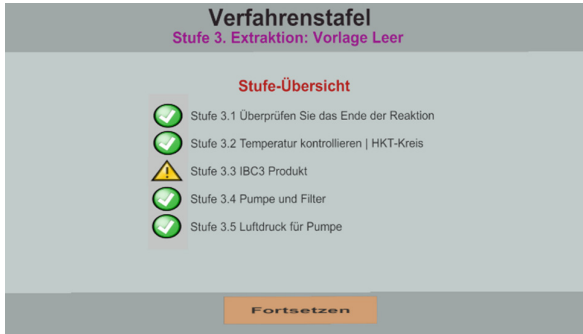 Verfahrenstafel
Stufe 3. Extraktion: Vorlage Leer
Stufe-Übersicht
Stufe 3.1 Überprüfen Sie das Ende der Reaktion
Stufe 3.2 Temperatur kontrollieren | HKT-Kreis
Stufe 3.3 IBC3 Produkt
Stufe 3.4 Pumpe und Filter
Stufe 3.5 Luftdruck für Pumpe
Fortsetzen